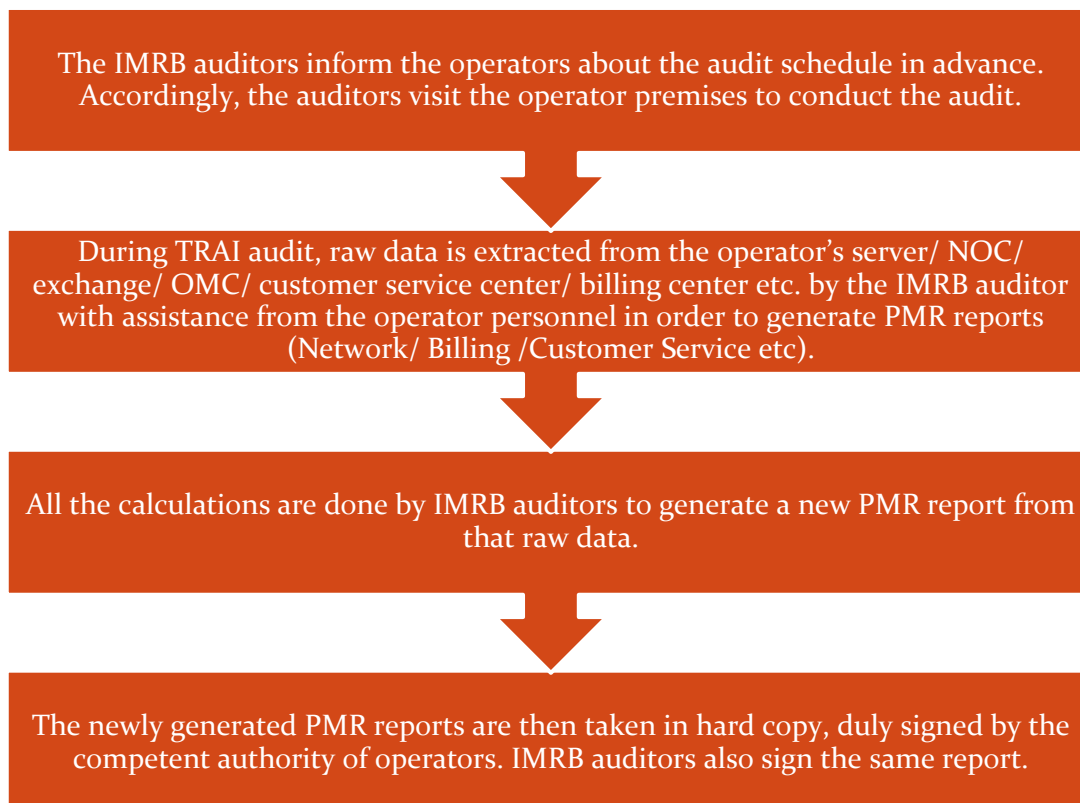 The IMRB auditors inform the operators about the audit schedule in advance.
Accordingly, the auditors visit the operator premises to conduct the audit.
During TRAI audit, raw data is extracted from the operator’s server/ NOC/
exchange/ OMC/ customer service center/ billing center etc. by the IMRB auditor
with assistance from the operator personnel in order to generate PMR reports
(Network/ Billing /Customer Service etc).
All the calculations are done by IMRB auditors to generate a new PMR report from
that raw data.
The newly generated PMR reports are then taken in hard copy, duly signed by the
competent authority of operators. IMRB auditors also sign the same report.